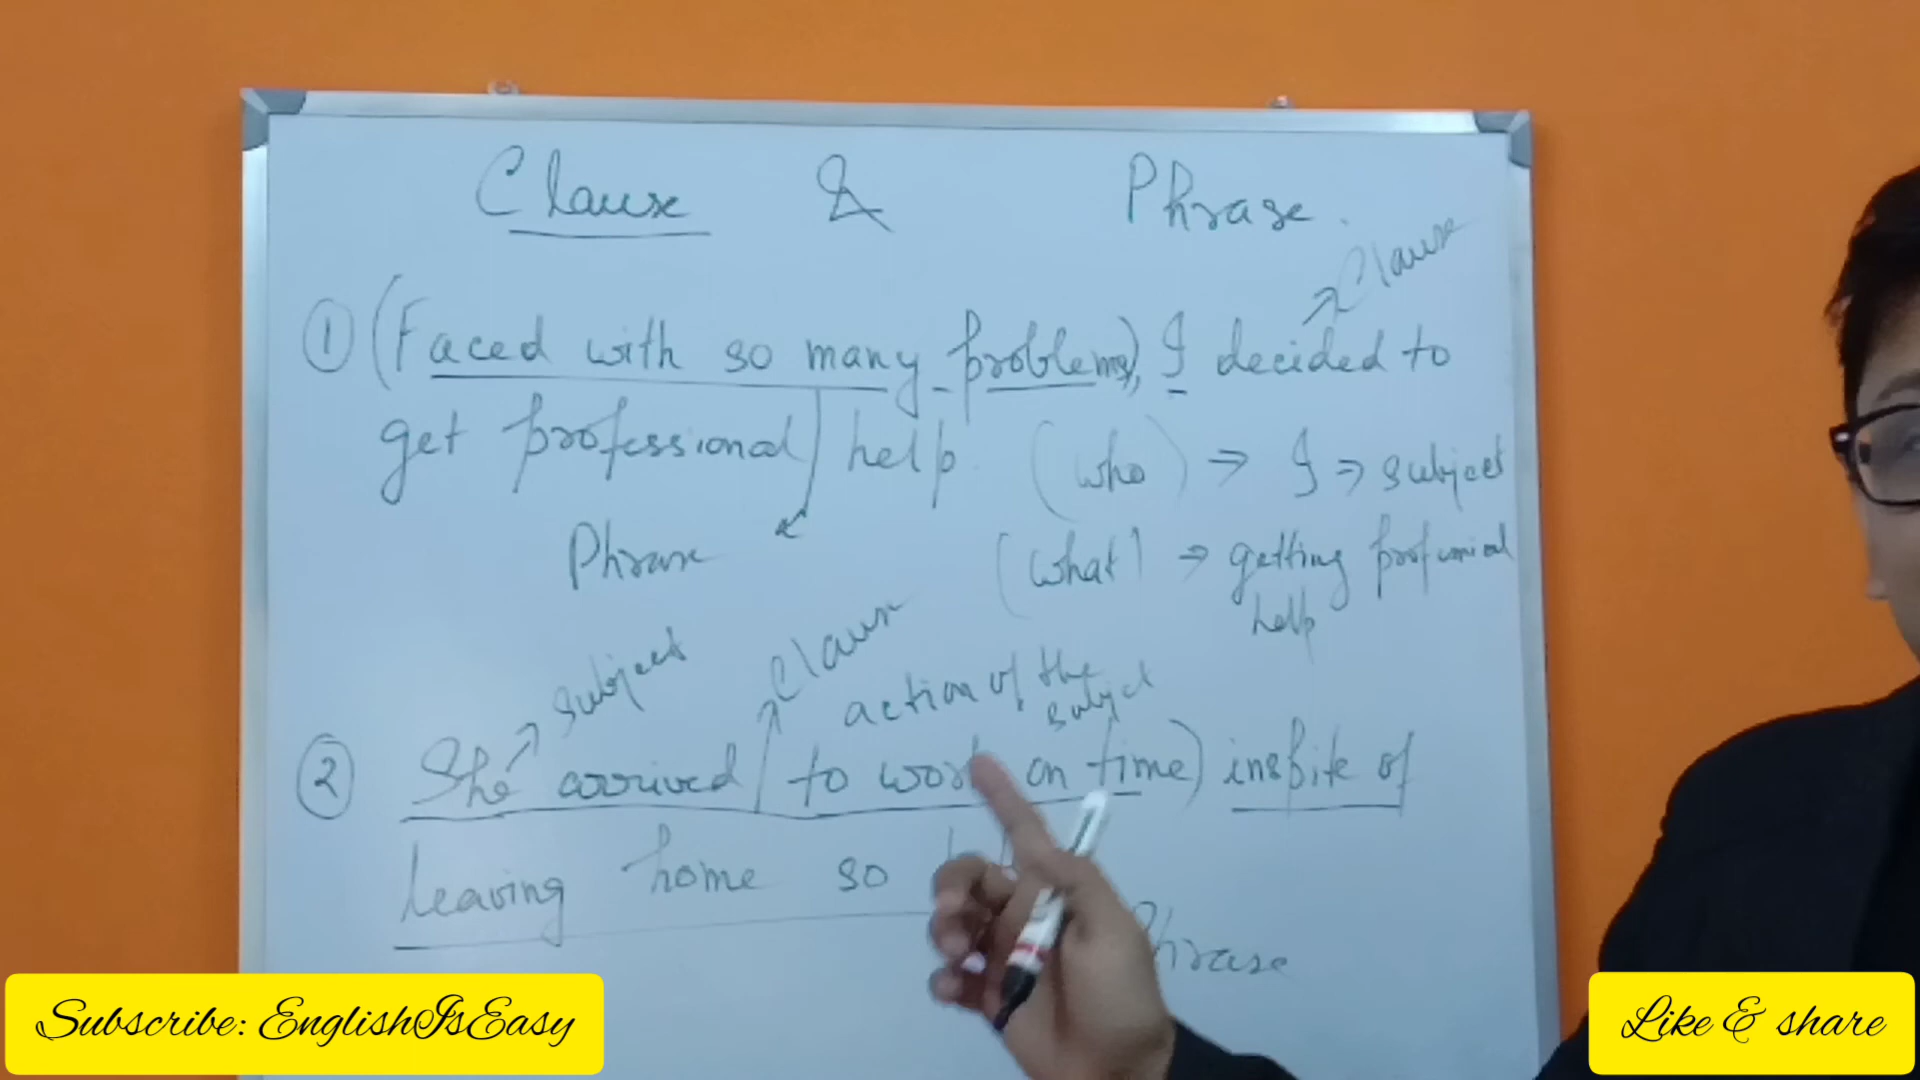 Clause & Phrase.
Clause
① (Faced with so many problems), I decided to
get professional help. (who) → I → subject
Phrase (what) → getting profesnional
help
subject Clause action of the
subject
② She arrived to work on time) inspite of
leaving home so
Phrase
Subscribe: EnglishIsEasy
Like & share